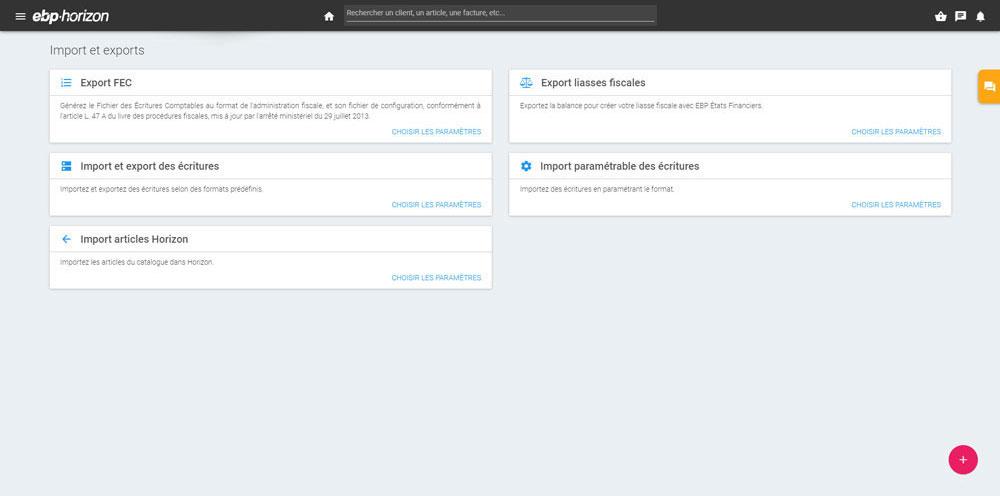 ebp·horizon
Rechercher un client, un article, une facture, etc...
Import et exports
Export FEC
Générez le Fichier des Écritures Comptables au format de l'administration fiscale, et son fichier de configuration, conformément à
l'article L. 47 A du livre des procédures fiscales, mis à jour par l'arrêté ministériel du 29 juillet 2013.
CHOISIR LES PARAMÈTRES
Export liasses fiscales
Exportez la balance pour créer votre liasse fiscale avec EBP États Financiers.
CHOISIR LES PARAMÈTRES
Import et export des écritures
Importez et exportez des écritures selon des formats prédéfinis.
CHOISIR LES PARAMÈTRES
Import paramétrable des écritures
Importez des écritures en paramétrant le format.
CHOISIR LES PARAMÈTRES
Import articles Horizon
Importez les articles du catalogue dans Horizon.
CHOISIR LES PARAMÈTRES